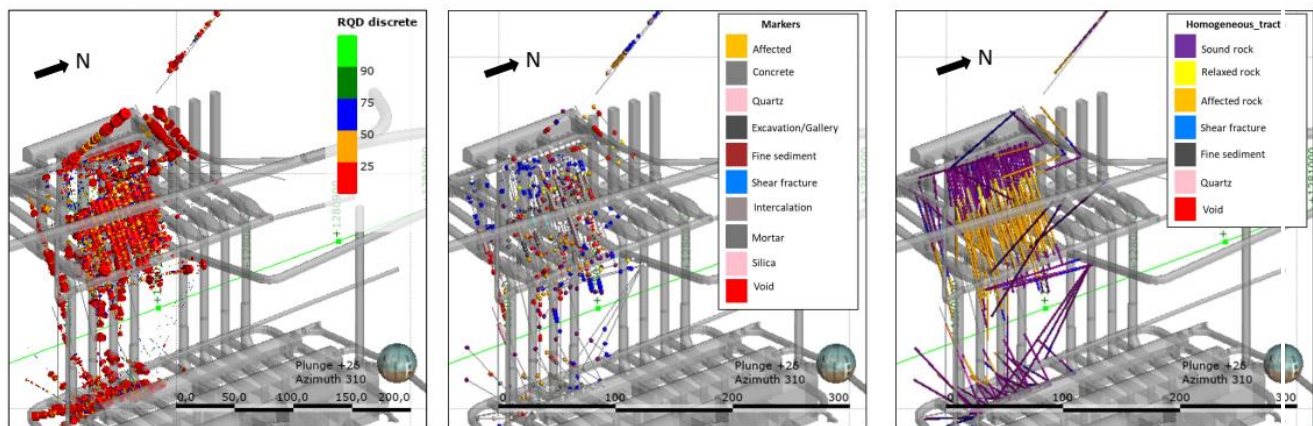 RQD discrete
90
75
50
25
N
1280900
Plunge +26
Azimuth 310
0,0 50,0 100,0 150,0 200,0
Markers
Affected
Concrete
Quartz
Excavation/Gallery
Fine sediment
Shear fracture
Intercalation
Mortar
Silica
Void
N
Plunge +26
Azimuth 310
0 100 200 300
Homogeneous_tract
Sound rock
Relaxed rock
Affected rock
Shear fracture
Fine sediment
Quartz
Void
N
Plunge +26
Azimuth 310
0 100 200 300